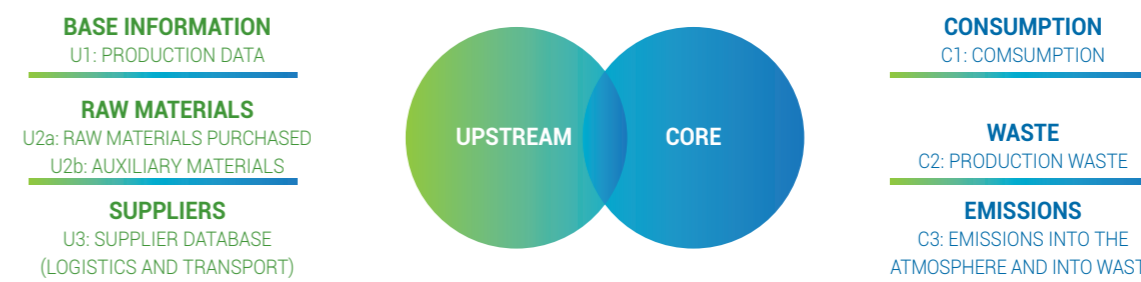 BASE INFORMATION
U1: PRODUCTION DATA
RAW MATERIALS
U2a: RAW MATERIALS PURCHASED
U2b: AUXILIARY MATERIALS
SUPPLIERS
U3: SUPPLIER DATABASE
(LOGISTICS AND TRANSPORT)
UPSTREAM
CORE
CONSUMPTION
C1: COMSUMPTION
WASTE
C2: PRODUCTION WASTE
EMISSIONS
C3: EMISSIONS INTO THE
ATMOSPHERE AND INTO WAST